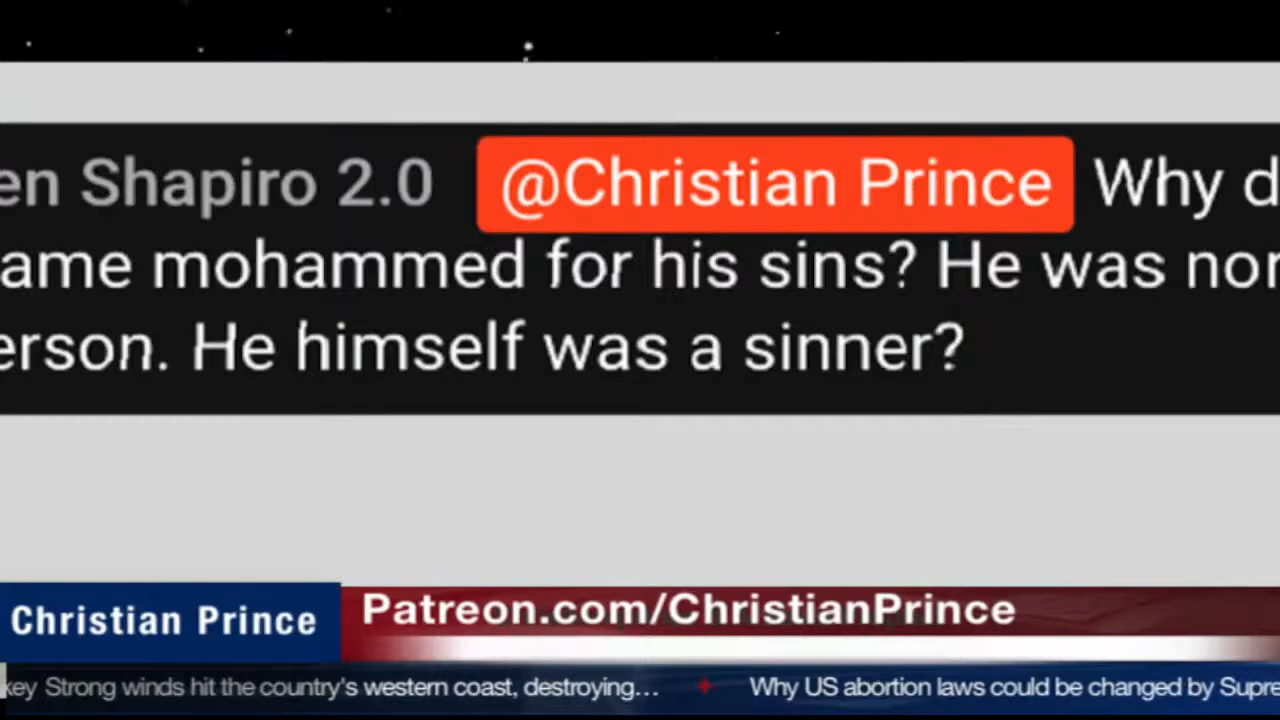 en Shapiro 2.0 @Christian Prince Why d
ame mohammed for his sins? He was nor
erson. He himself was a sinner?
Christian Prince
Patreon.com/ChristianPrince
key Strong winds hit the country's western coast, destroying... Why US abortion laws could be changed by Supre